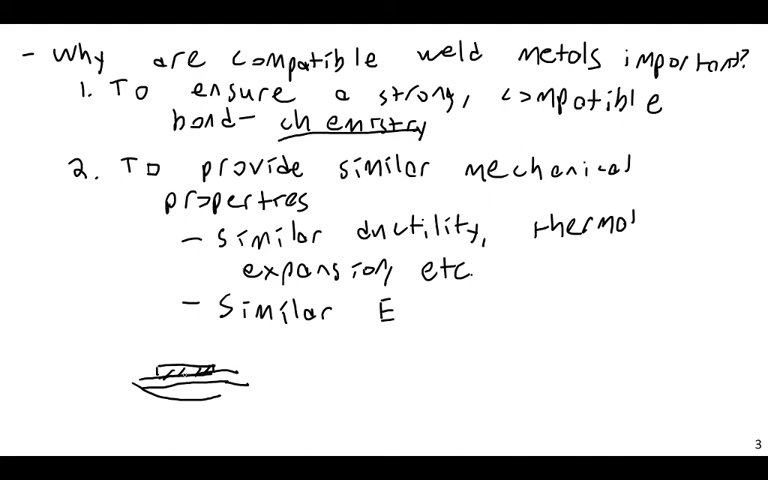 - Why are compatible weld metals important?
1. To ensure a strong, compatible
bond- chemistry
2. To provide similar mechanical
properties
- Similar ductility, thermal
expansion etc.
- Similar E
3